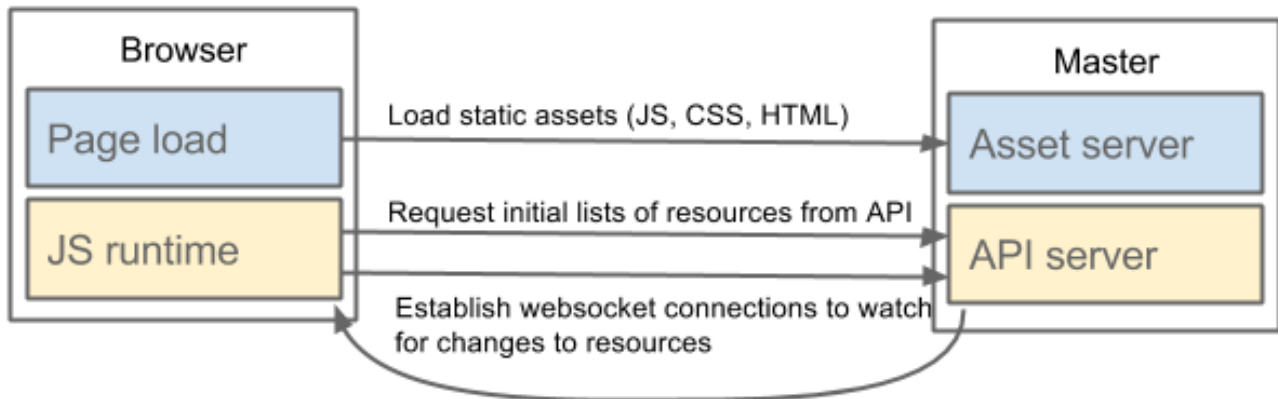 Browser
Master
Page load
Load static assets (JS, CSS, HTML)
Asset server
JS runtime
Request initial lists of resources from API
API server
Establish websocket connections to watch
for changes to resources